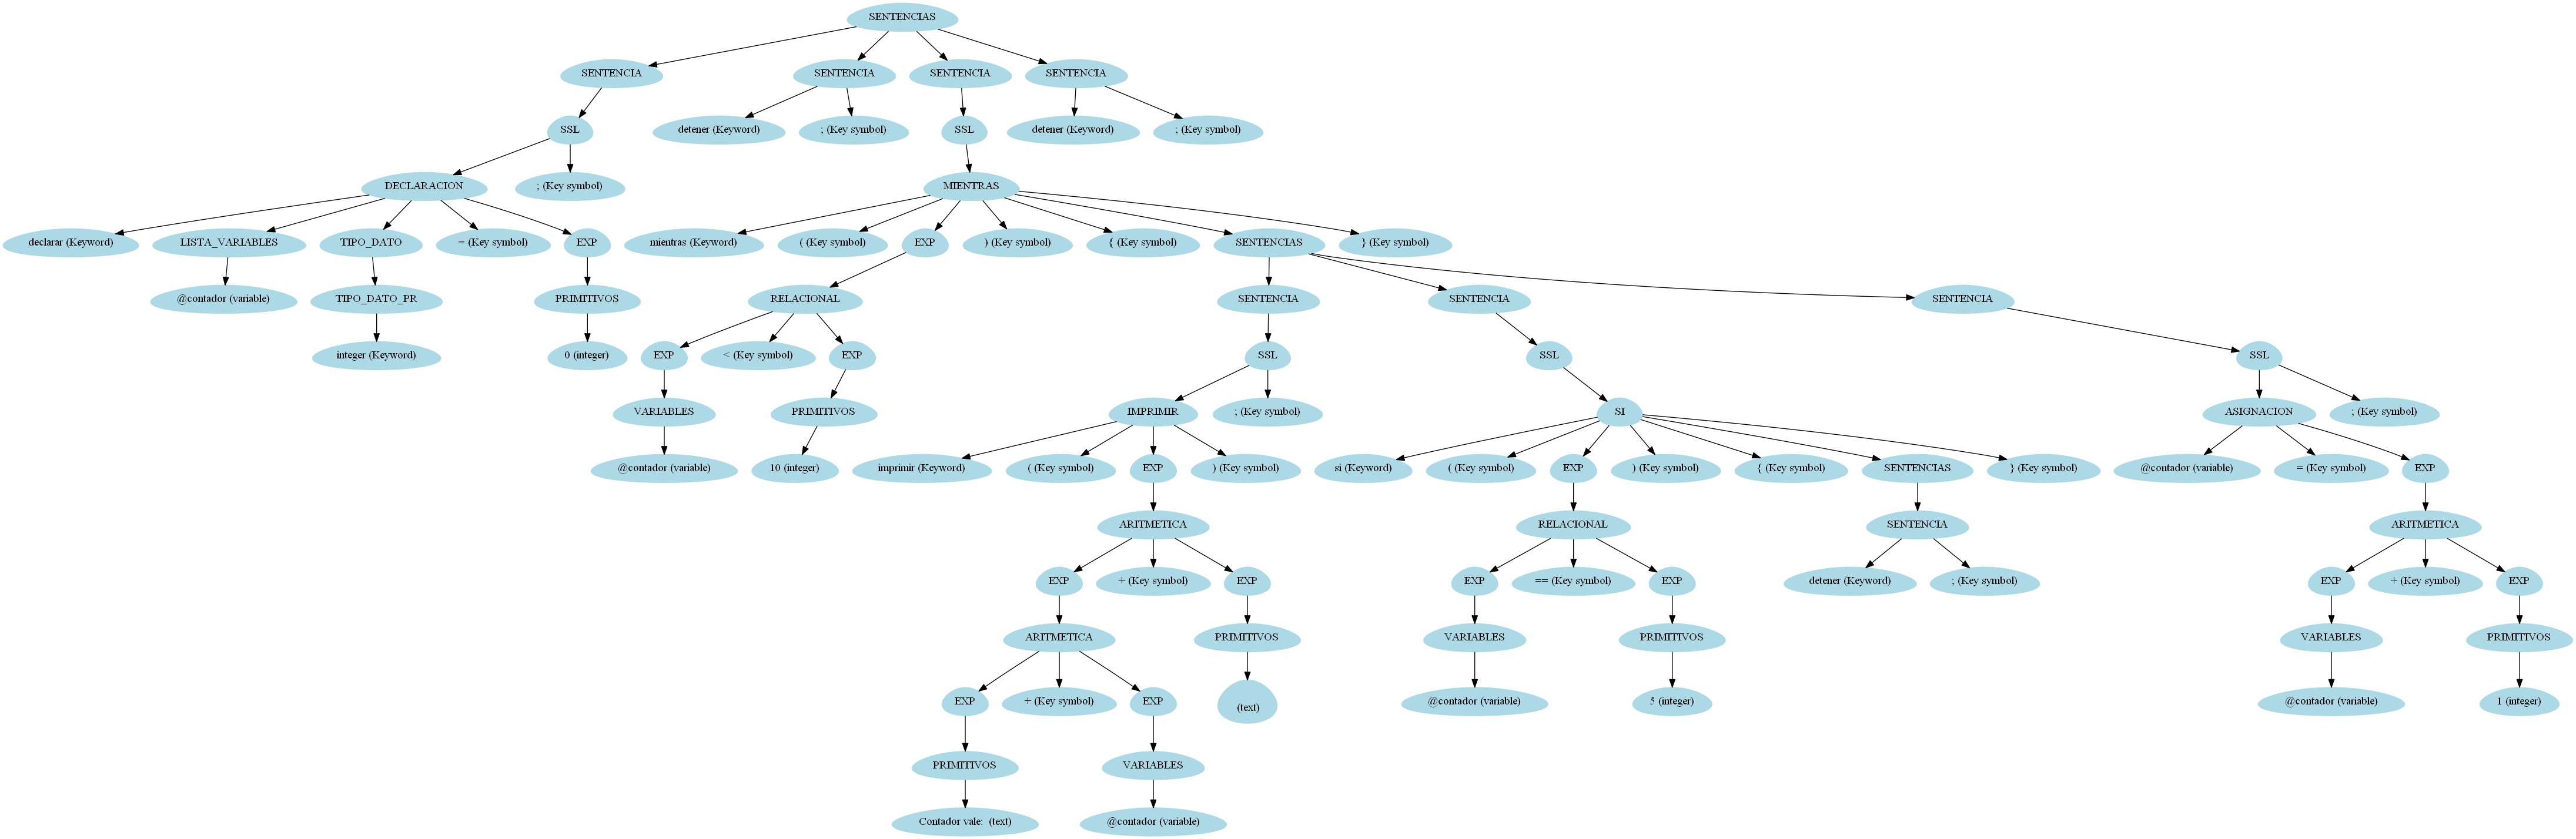 SENTENCIAS
SENTENCIA
SENTENCIA
SENTENCIA
SENTENCIA
SSL
detener (Keyword)
; (Key symbol)
SSL
detener (Keyword)
; (Key symbol)
DECLARACION
; (Key symbol)
MIENTRAS
declarar (Keyword)
LISTA_VARIABLES
TIPO_DATO
= (Key symbol)
EXP
mientras (Keyword)
( (Key symbol)
EXP
) (Key symbol)
{ (Key symbol)
SENTENCIAS
} (Key symbol)
@contador (variable)
TIPO_DATO_PR
PRIMITIVOS
RELACIONAL
SENTENCIA
SENTENCIA
SENTENCIA
integer (Keyword)
0 (integer)
EXP
< (Key symbol)
EXP
SSL
SSL
SSL
VARIABLES
PRIMITIVOS
IMPRIMIR
; (Key symbol)
SI
ASIGNACION
; (Key symbol)
@contador (variable)
10 (integer)
imprimir (Keyword)
( (Key symbol)
EXP
) (Key symbol)
si (Keyword)
( (Key symbol)
EXP
) (Key symbol)
{ (Key symbol)
SENTENCIAS
} (Key symbol)
@contador (variable)
= (Key symbol)
EXP
ARITMETICA
RELACIONAL
SENTENCIA
ARITMETICA
EXP
+ (Key symbol)
EXP
EXP
== (Key symbol)
EXP
detener (Keyword)
; (Key symbol)
EXP
+ (Key symbol)
EXP
ARITMETICA
PRIMITIVOS
VARIABLES
PRIMITIVOS
VARIABLES
PRIMITIVOS
EXP
+ (Key symbol)
EXP
(text)
@contador (variable)
5 (integer)
@contador (variable)
1 (integer)
PRIMITIVOS
VARIABLES
Contador vale:  (text)
@contador (variable)